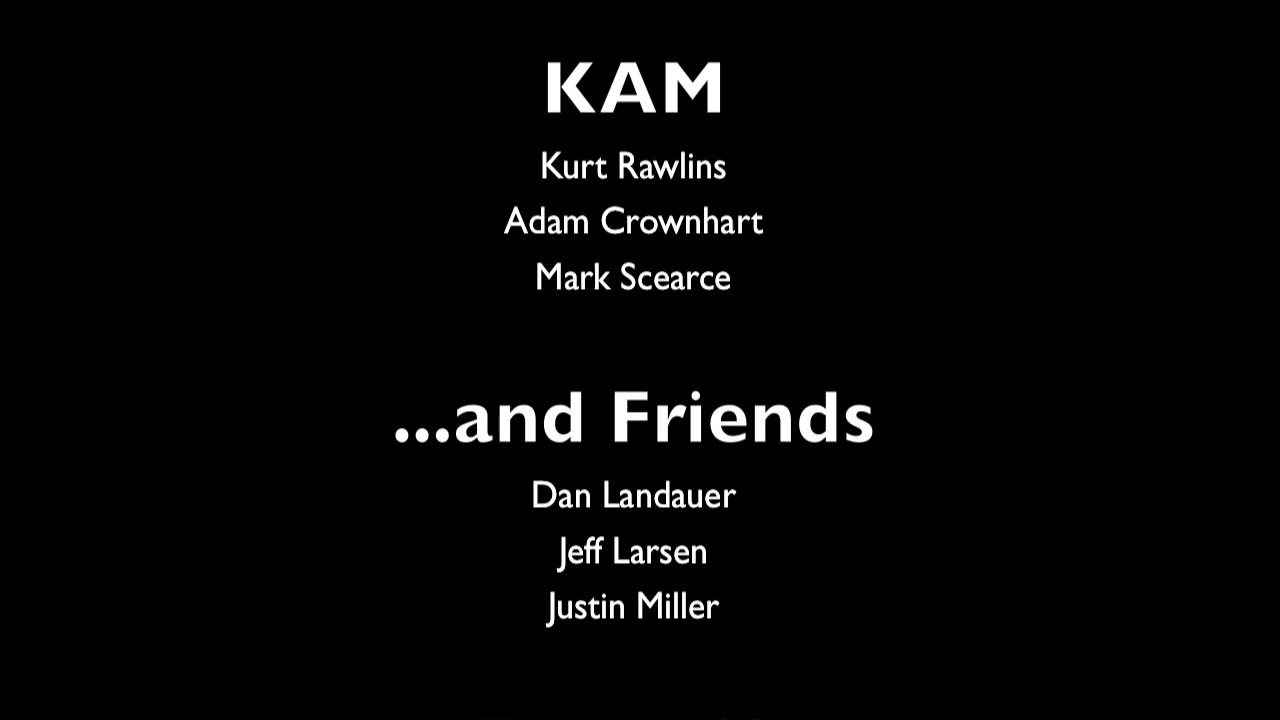 KAM
Kurt Rawlins
Adam Crownhart
Mark Scearce
...and Friends
Dan Landauer
Jeff Larsen
Justin Miller